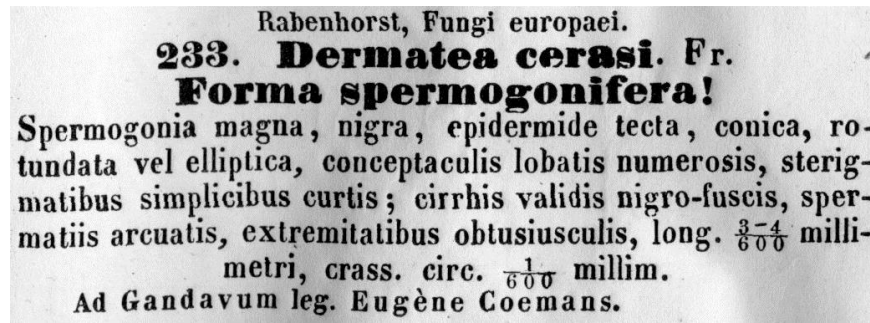 Rabenhorst, Fungi europaei.
233. Dermatea cerasi. Fr.
Forma spermogonifera!
Spermogonia magna, nigra, epidermide tecta, conica, ro-
tundata vel elliptica, conceptaculis lobatis numerosis, sterig-
matibus simplicibus curtis; cirrhis validis nigro-fuscis, sper-
matiis arcuatis, extremitatibus obtusiusculis, long. 3-4/600 milli-
metri, crass. circ. 1/600 millim.
Ad Gandavum leg. Eugène Coemans.